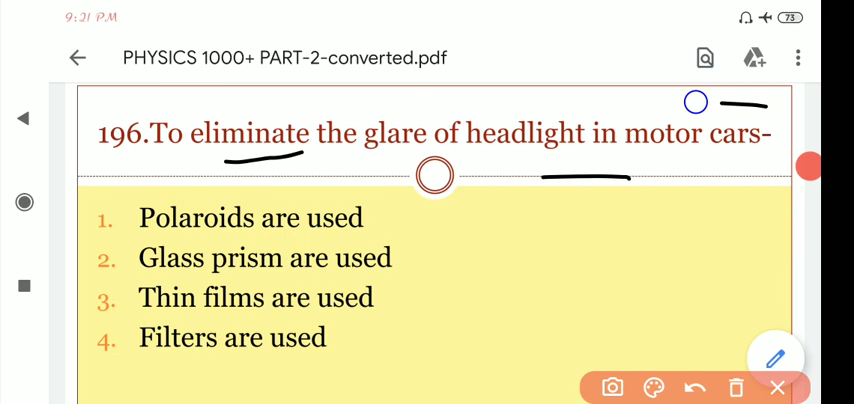 9:21 PM
73
PHYSICS 1000+ PART-2-converted.pdf
196.To eliminate the glare of headlight in motor cars-
1. Polaroids are used
2. Glass prism are used
3. Thin films are used
4. Filters are used